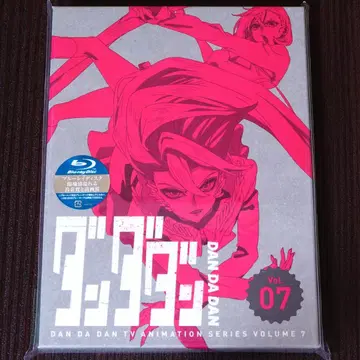 Blu-ray Disc
ダンダダン
DAN DA DAN
Vol.
07
DAN DA DAN TV ANIMATION SERIES VOLUME 7